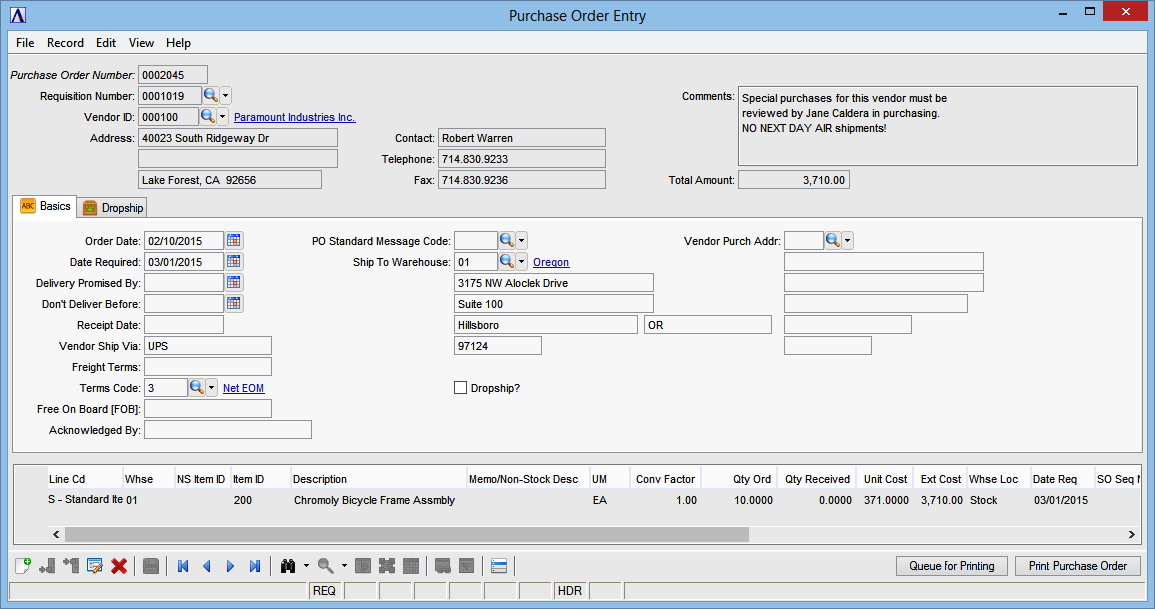 Purchase Order Entry
File Record Edit View Help
Purchase Order Number: 0002045
Requisition Number: 0001019
Vendor ID: 000100 Paramount Industries Inc.
Address: 40023 South Ridgeway Dr
Lake Forest, CA 92656
Contact: Robert Warren
Telephone: 714.830.9233
Fax: 714.830.9236
Comments: Special purchases for this vendor must be
reviewed by Jane Caldera in purchasing.
NO NEXT DAY AIR shipments!
Total Amount: 3,710.00
ABC Basics Dropship
Order Date: 02/10/2015
Date Required: 03/01/2015
Delivery Promised By:
Don't Deliver Before:
Receipt Date:
Vendor Ship Via: UPS
Freight Terms:
Terms Code: 3 Net EOM
Free On Board [FOB]:
Acknowledged By:
PO Standard Message Code:
Ship To Warehouse: 01 Oregon
3175 NW Aloclek Drive
Suite 100
Hillsboro OR
97124
Dropship?
Vendor Purch Addr:
Line Cd Whse NS Item ID Item ID Description Memo/Non-Stock Desc UM Conv Factor Qty Ord Qty Received Unit Cost Ext Cost Whse Loc Date Req SO Seq
S - Standard Ite 01 200 Chromoly Bicycle Frame Assmbly EA 1.00 10.0000 0.0000 371.0000 3,710.00 Stock 03/01/2015
Queue for Printing Print Purchase Order
REQ HDR